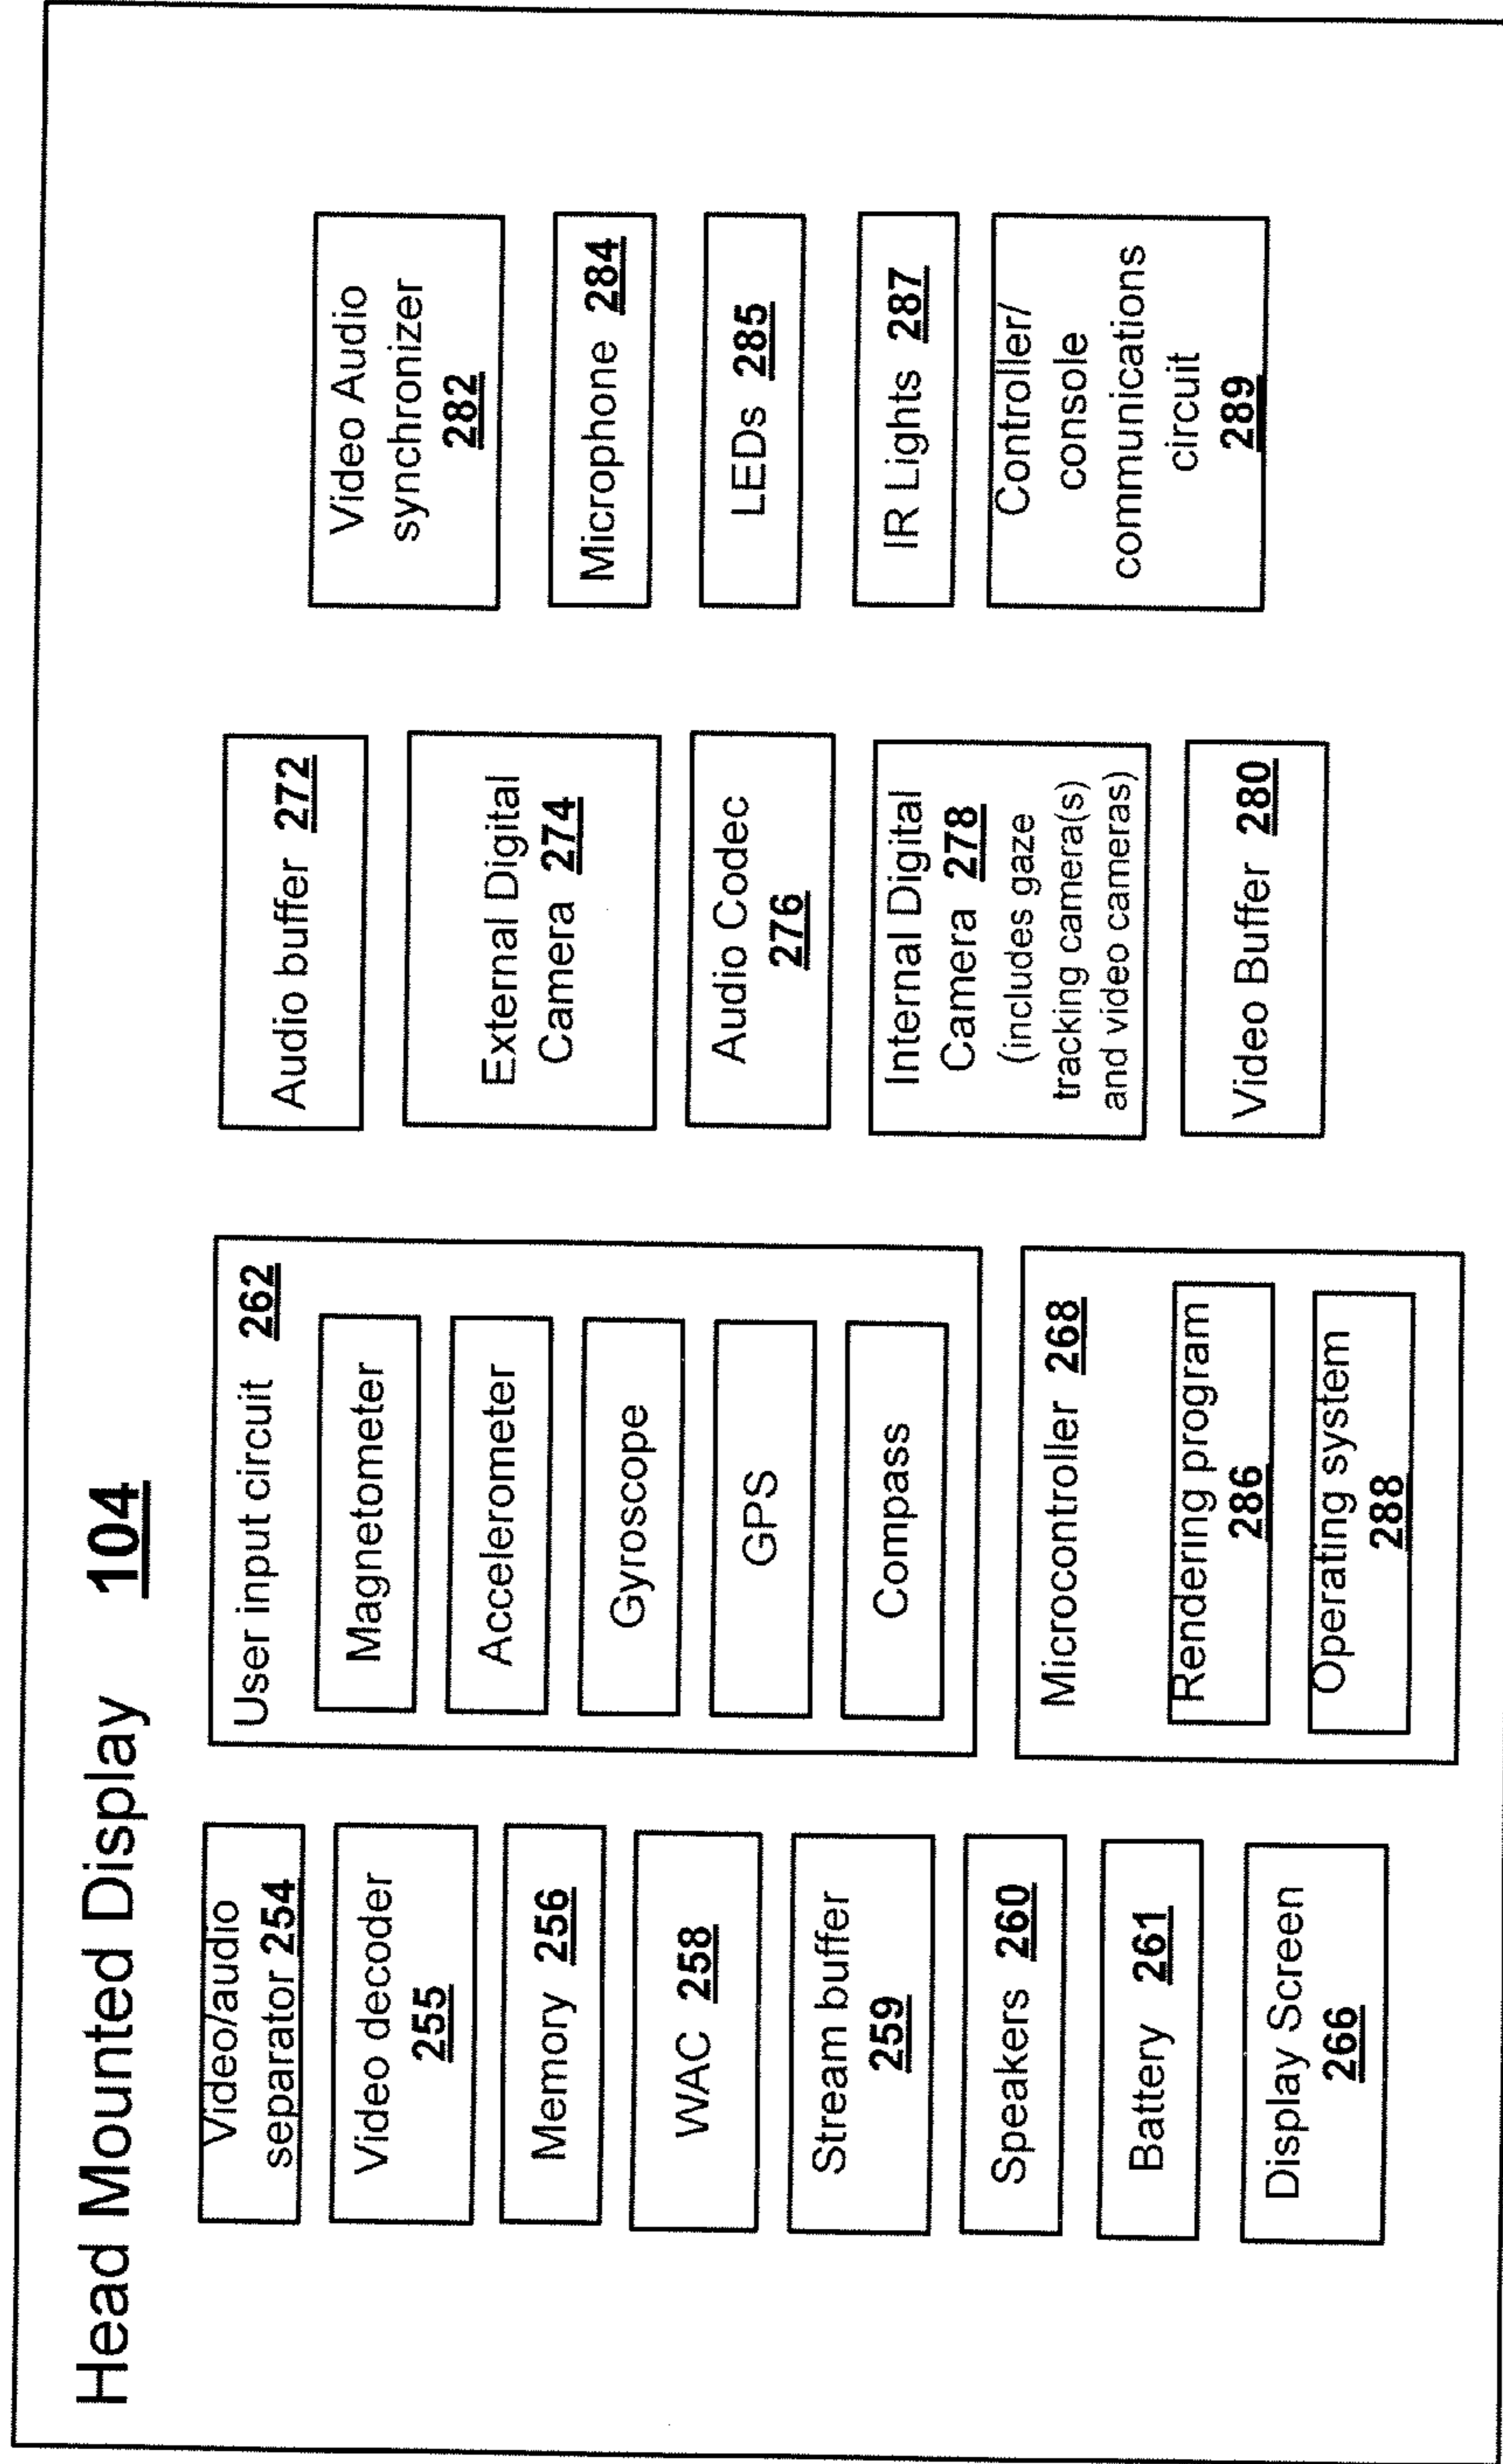 Head Mounted Display 104
Video/audio
separator 254
Video decoder
255
Memory 256
WAC 258
Stream buffer
259
Speakers 260
Battery 261
Display Screen
266
User input circuit 262
Magnetometer
Accelerometer
Gyroscope
GPS
Compass
Microcontroller 268
Rendering program
286
Operating system
288
Audio buffer 272
External Digital
Camera 274
Audio Codec
276
Internal Digital
Camera 278
(includes gaze
tracking camera(s)
and video cameras)
Video Buffer 280
Video Audio
synchronizer
282
Microphone 284
LEDs 285
IR Lights 287
Controller/
console
communications
circuit
289